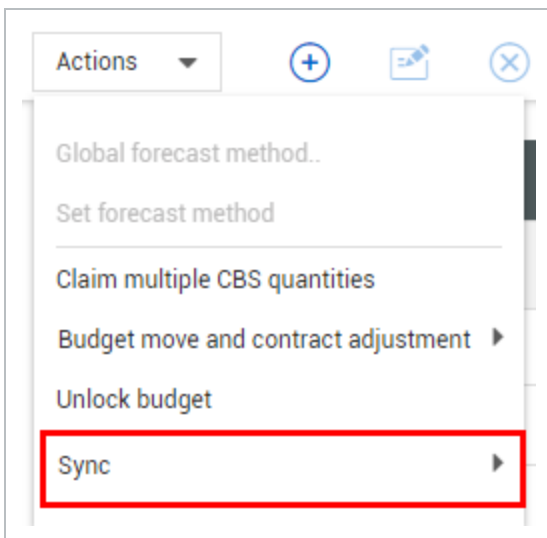 Actions
Global forecast method..
Set forecast method
Claim multiple CBS quantities
Budget move and contract adjustment
Unlock budget
Sync